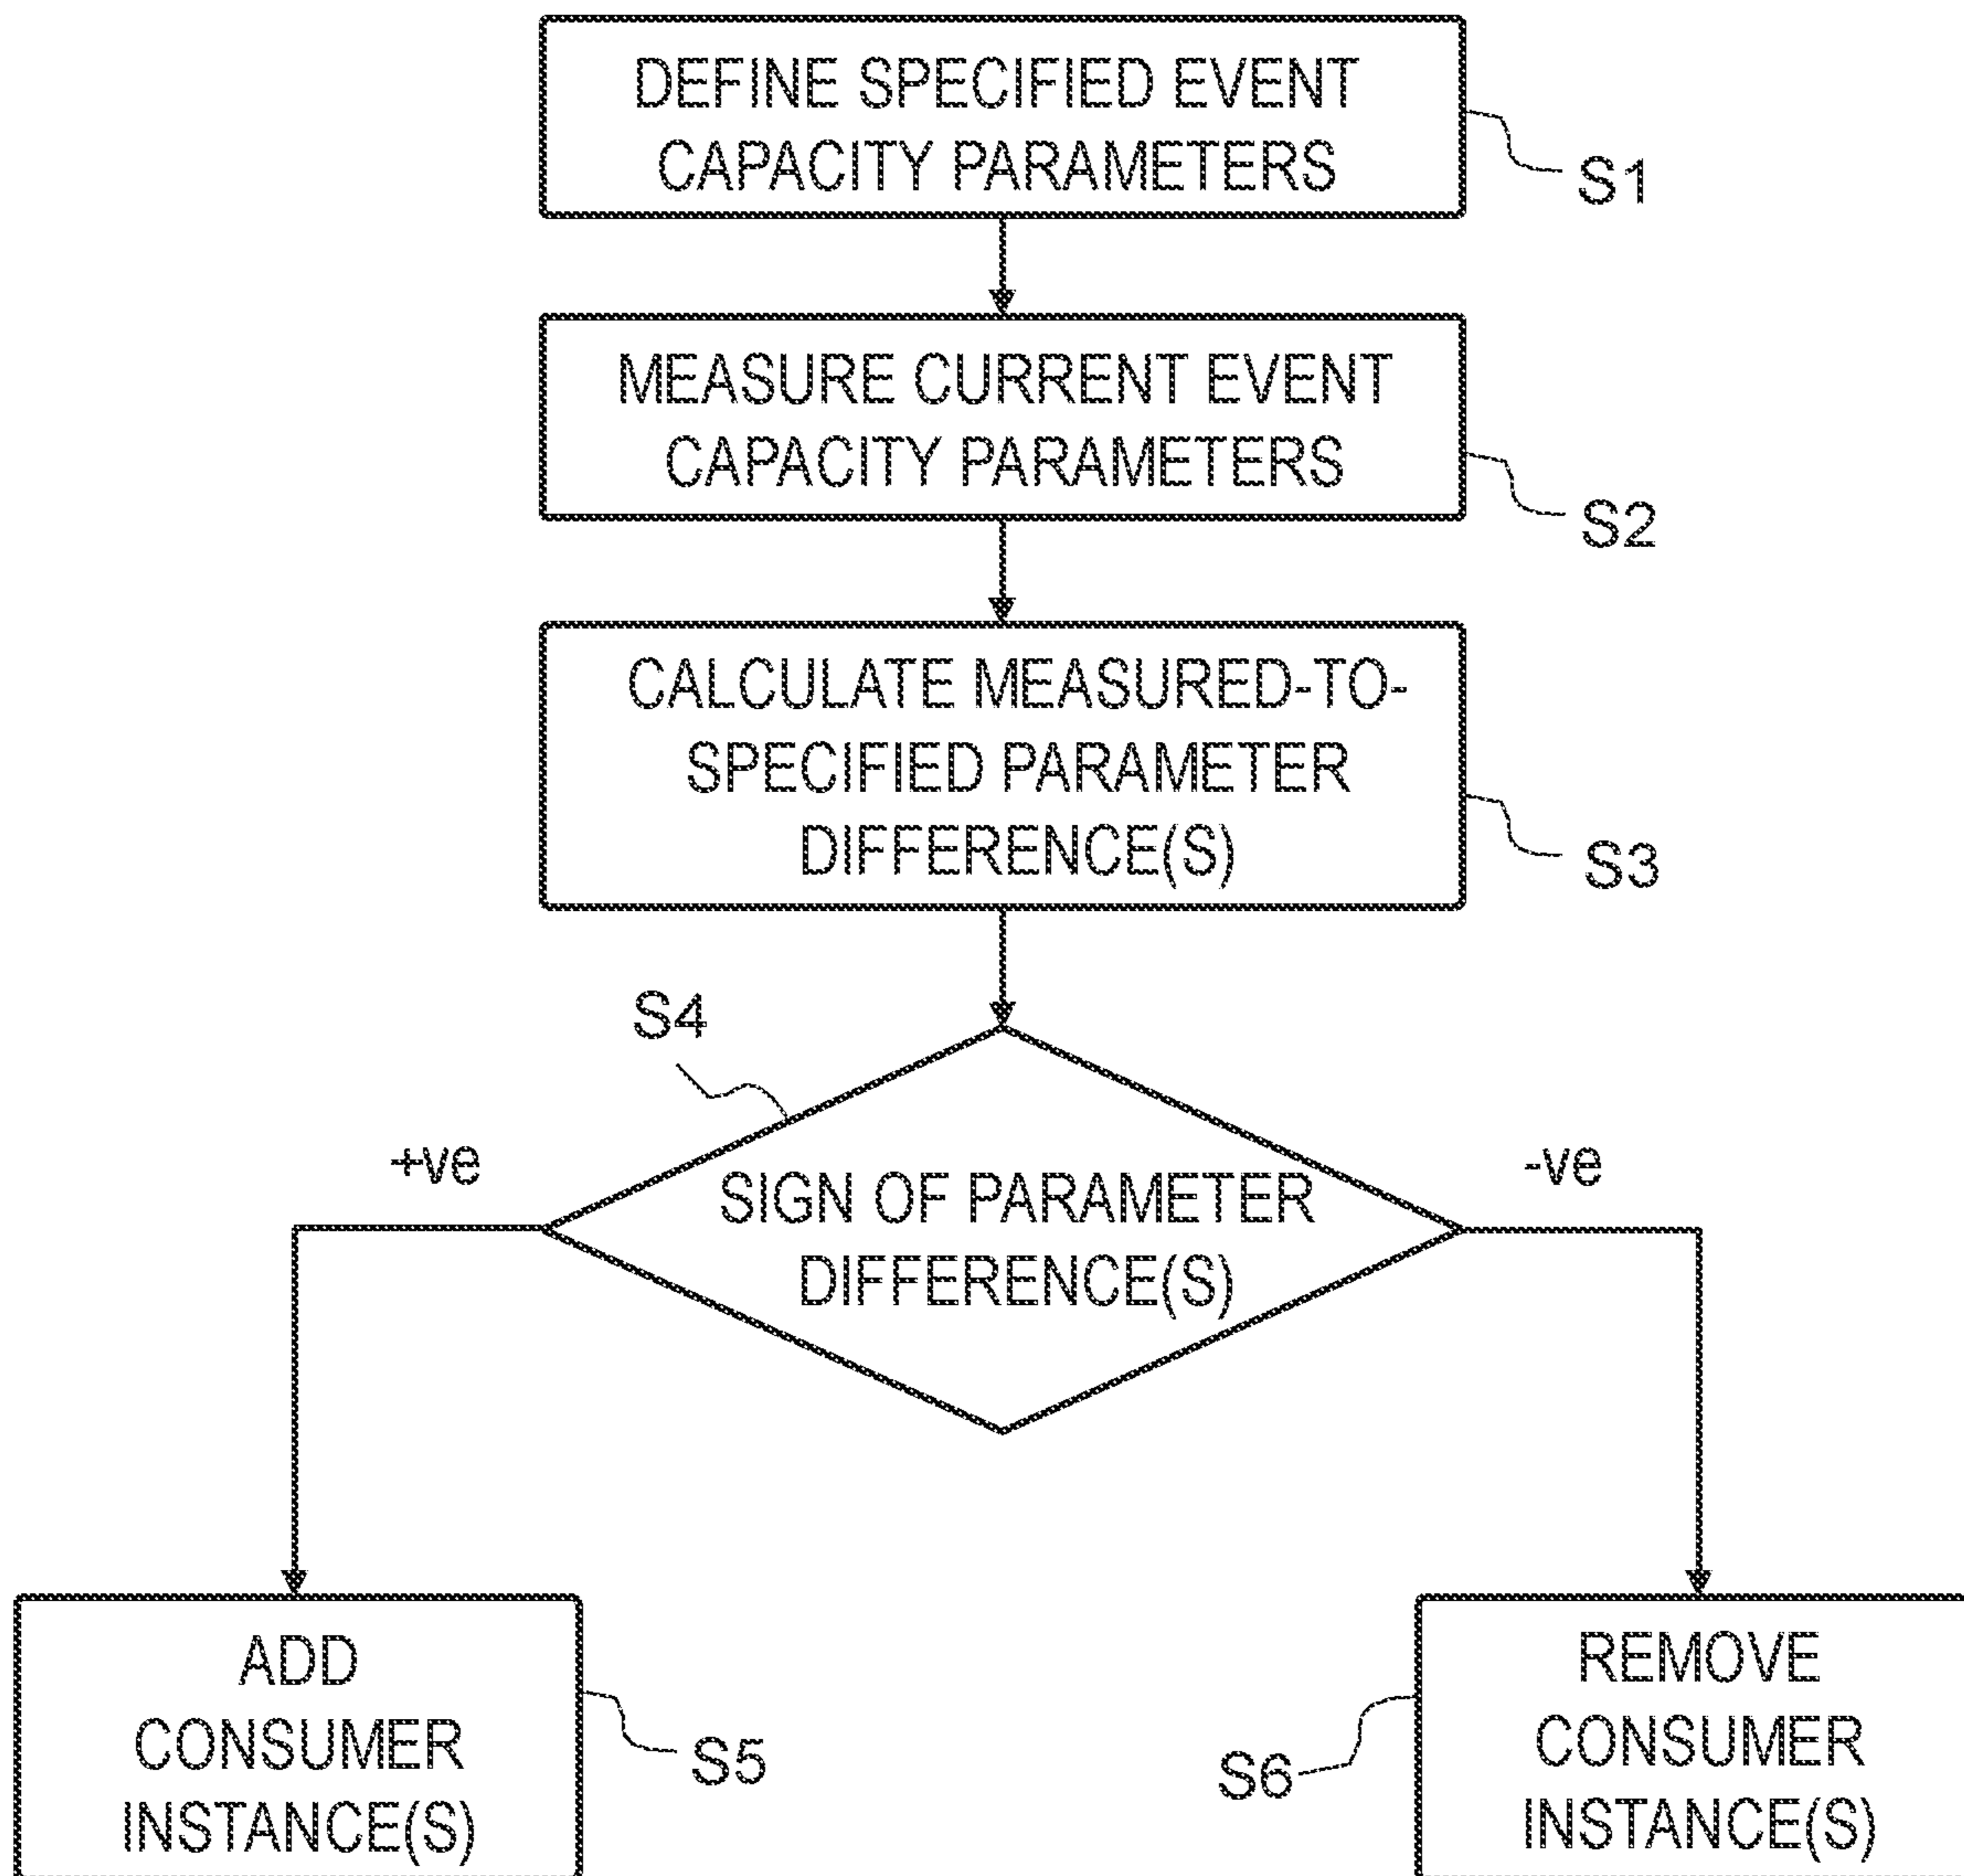 DEFINE SPECIFIED EVENT
CAPACITY PARAMETERS
S1
MEASURE CURRENT EVENT
CAPACITY PARAMETERS
S2
CALCULATE MEASURED-TO-
SPECIFIED PARAMETER
DIFFERENCE(S)
S3
S4
+ve
-ve
SIGN OF PARAMETER
DIFFERENCE(S)
ADD
CONSUMER
INSTANCE(S)
S5
S6
REMOVE
CONSUMER
INSTANCE(S)